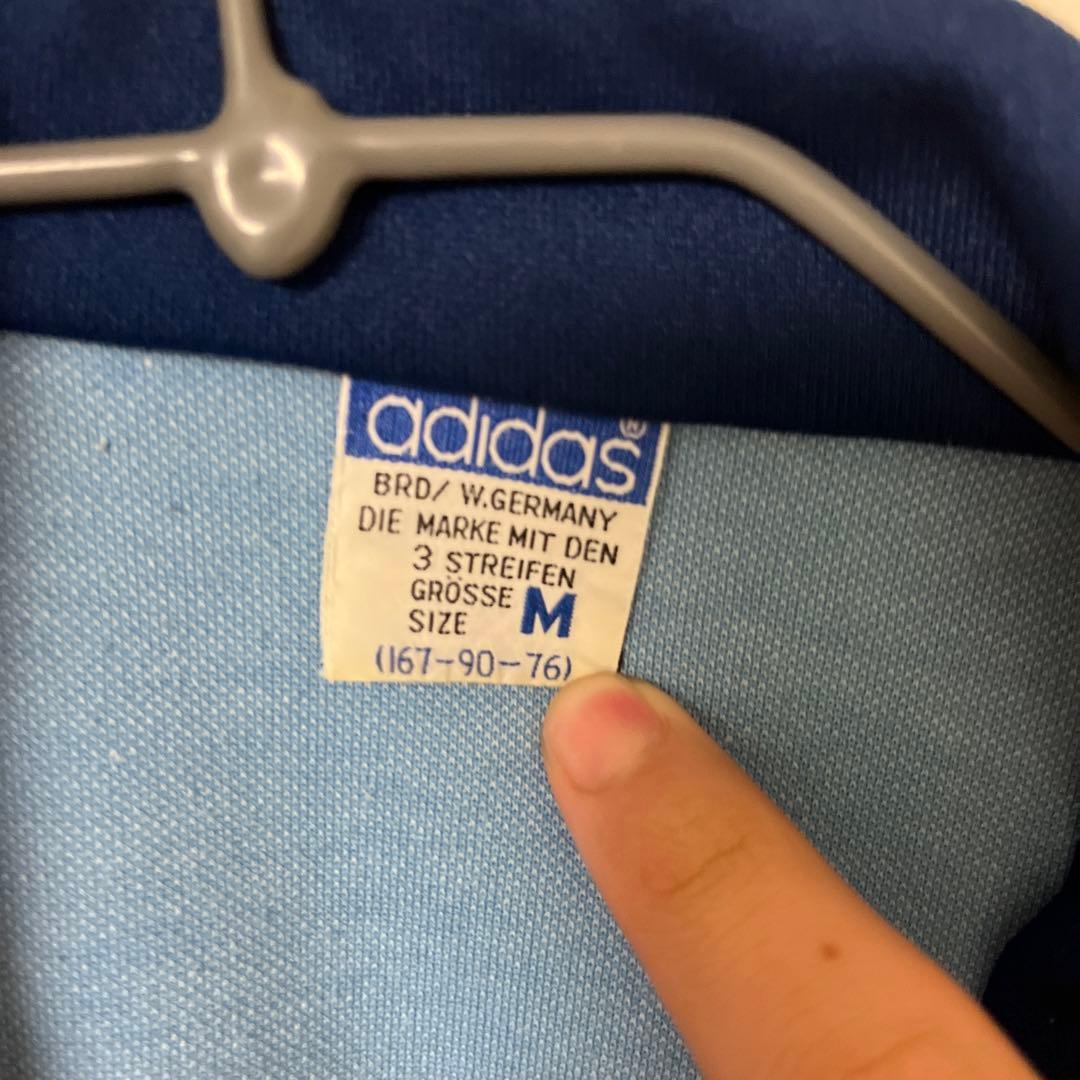 adidas®
BRD/ W.GERMANY
DIE MARKE MIT DEN
3 STREIFEN
GRÖSSE M
SIZE
(167-90-76)